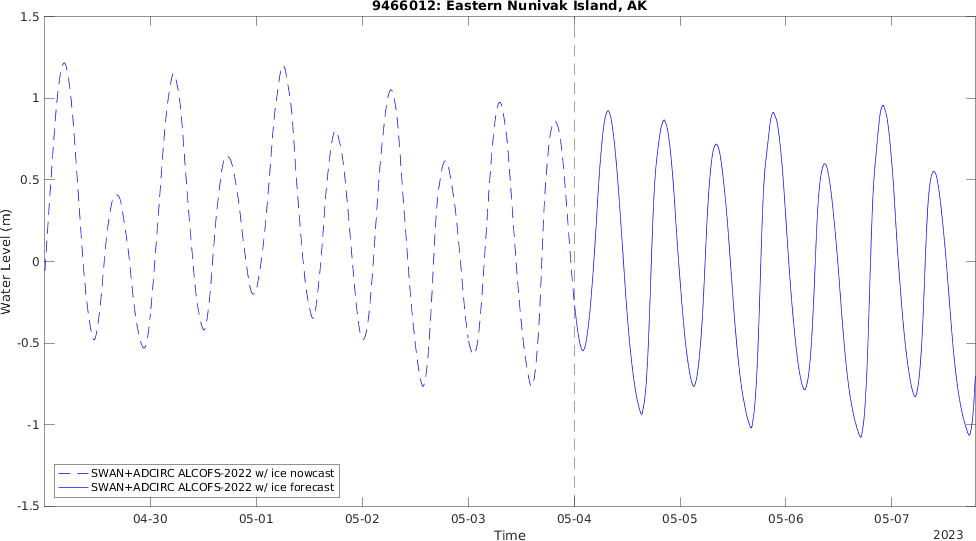 9466012: Eastern Nunivak Island, AK
1.5
1
0.5
0
-0.5
-1
-1.5
Water Level (m)
SWAN+ADCIRC ALCOFS-2022 w/ ice nowcast
SWAN+ADCIRC ALCOFS-2022 w/ ice forecast
04-30 05-01 05-02 05-03 05-04 05-05 05-06 05-07
Time
2023